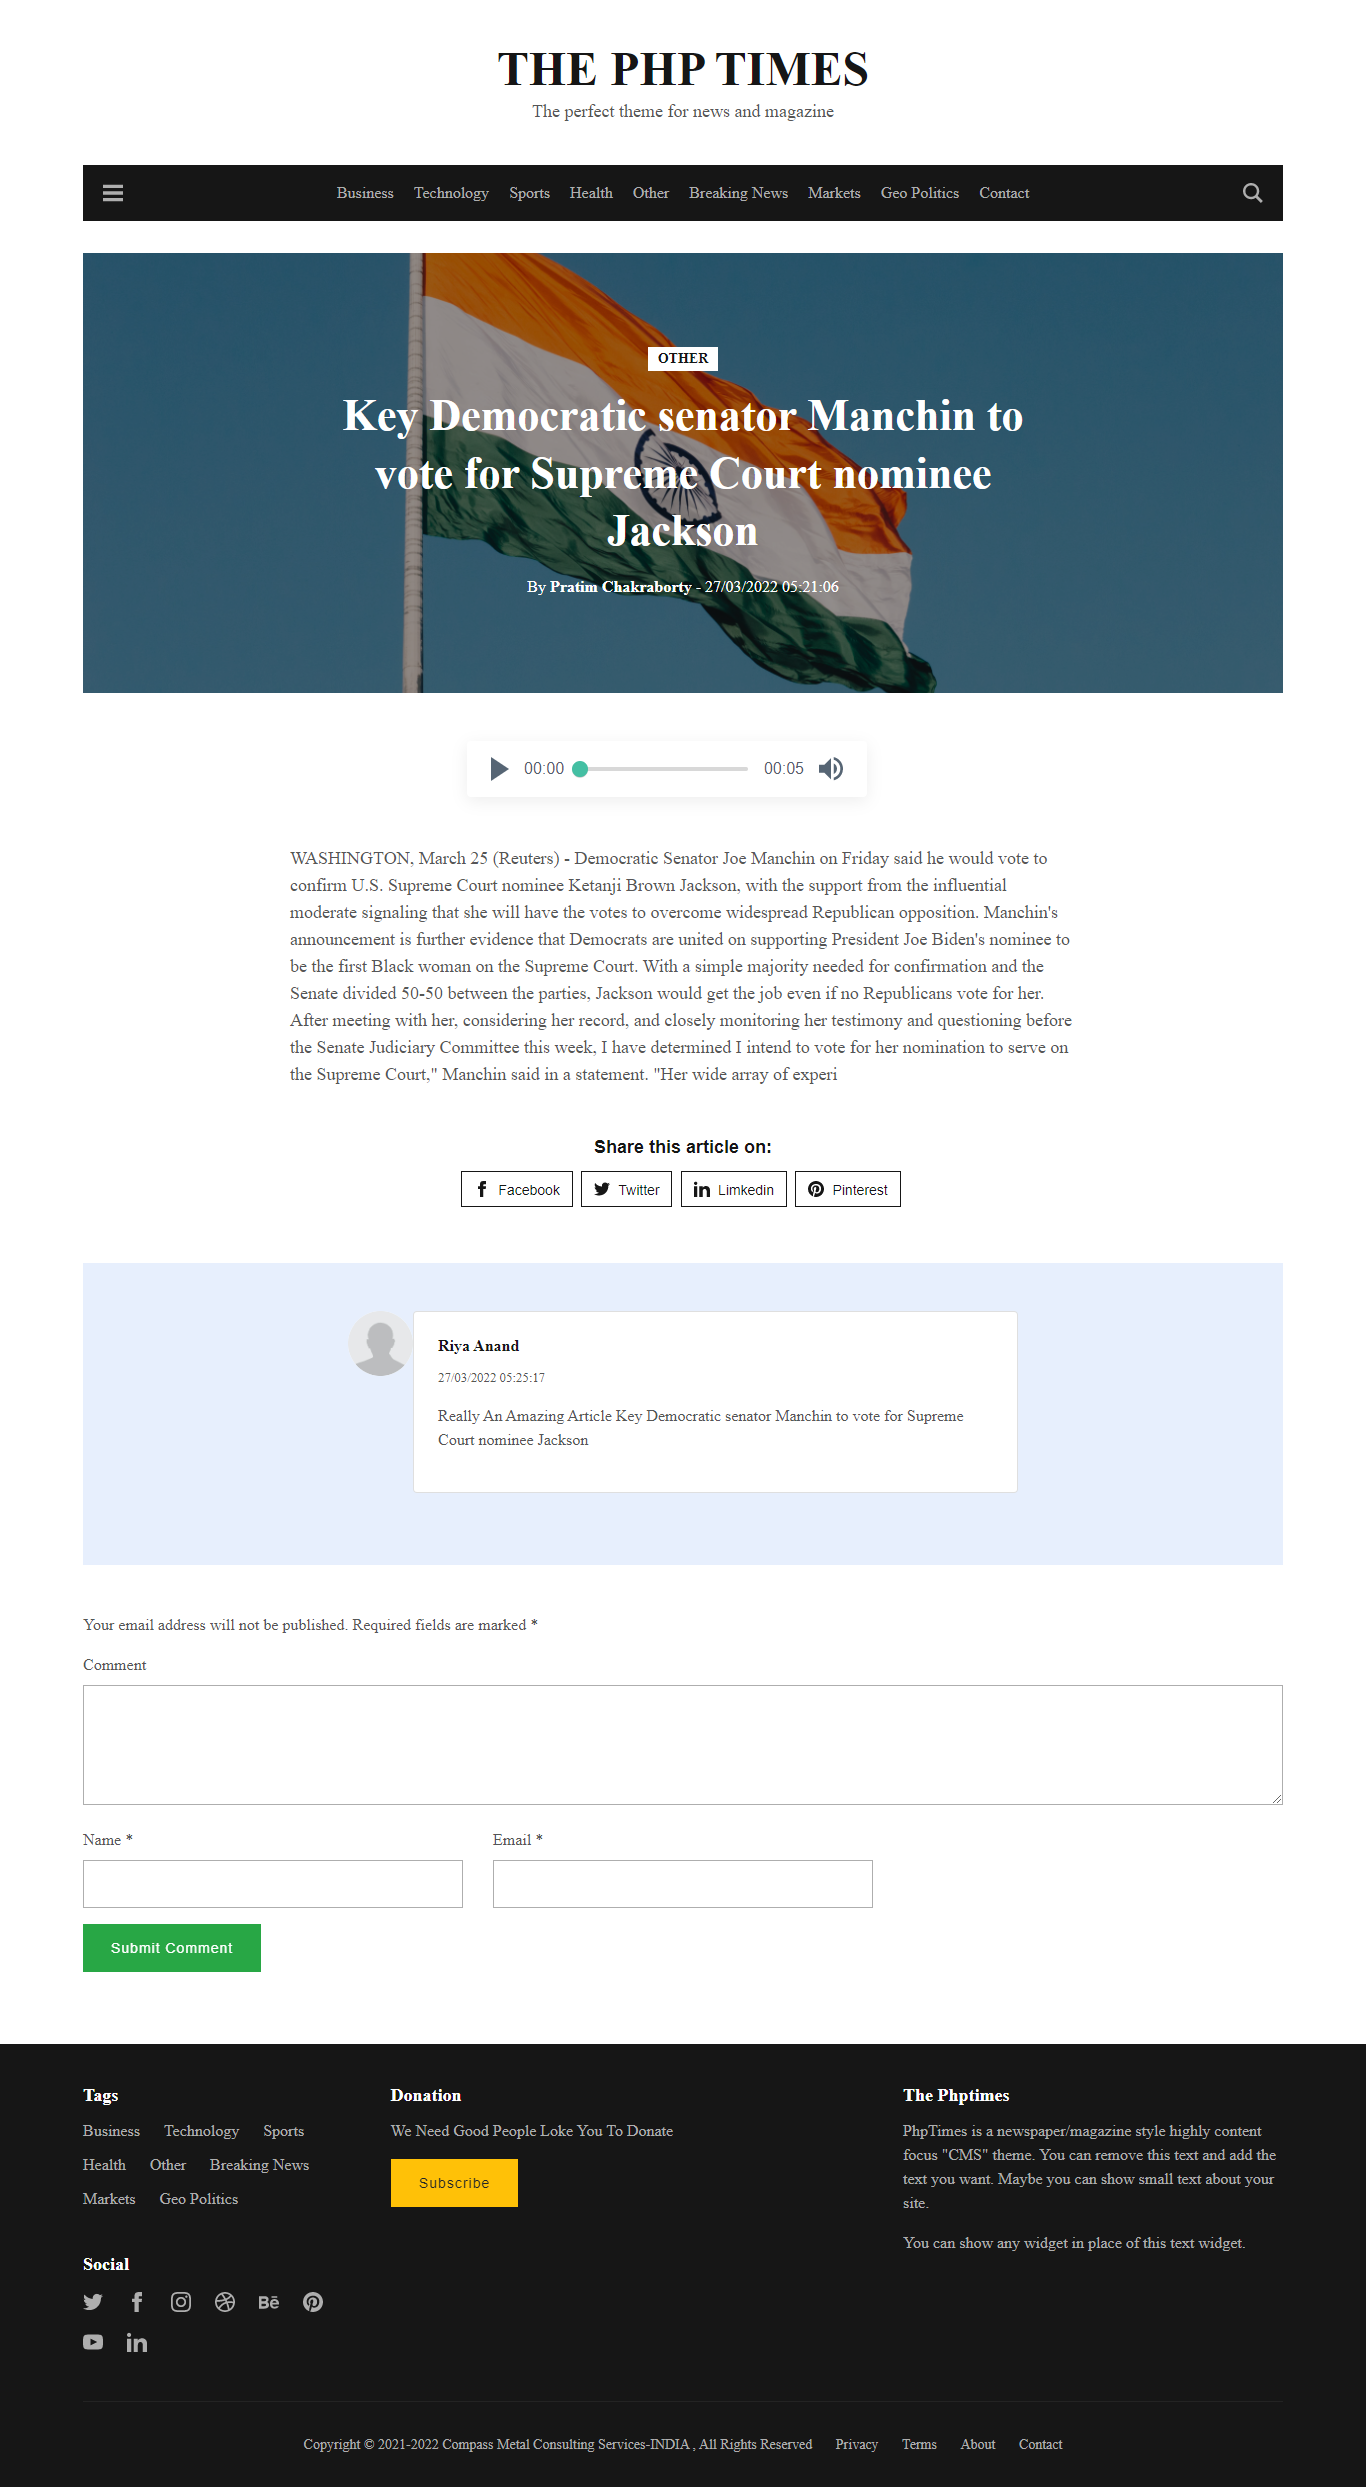 THE PHP TIMES
The perfect theme for news and magazine
Business Technology Sports Health Other Breaking News Markets Geo Politics Contact
OTHER
Key Democratic senator Manchin to
vote for Supreme Court nominee
Jackson
By Pratim Chakraborty - 27/03/2022 05:21:06
00:00 00:05
WASHINGTON, March 25 (Reuters) - Democratic Senator Joe Manchin on Friday said he would vote to
confirm U.S. Supreme Court nominee Ketanji Brown Jackson, with the support from the influential
moderate signaling that she will have the votes to overcome widespread Republican opposition. Manchin's
announcement is further evidence that Democrats are united on supporting President Joe Biden's nominee to
be the first Black woman on the Supreme Court. With a simple majority needed for confirmation and the
Senate divided 50-50 between the parties, Jackson would get the job even if no Republicans vote for her.
After meeting with her, considering her record, and closely monitoring her testimony and questioning before
the Senate Judiciary Committee this week, I have determined I intend to vote for her nomination to serve on
the Supreme Court," Manchin said in a statement. "Her wide array of experi
Share this article on:
Facebook Twitter Limkedin Pinterest
Riya Anand
27/03/2022 05:25:17
Really An Amazing Article Key Democratic senator Manchin to vote for Supreme
Court nominee Jackson
Your email address will not be published. Required fields are marked *
Comment
Name * Email *
Submit Comment
Tags
Business Technology Sports
Health Other Breaking News
Markets Geo Politics
Social
Bē
Donation
We Need Good People Loke You To Donate
Subscribe
The Phptimes
PhpTimes is a newspaper/magazine style highly content
focus "CMS" theme. You can remove this text and add the
text you want. Maybe you can show small text about your
site.
You can show any widget in place of this text widget.
Copyright © 2021-2022 Compass Metal Consulting Services-INDIA , All Rights Reserved Privacy Terms About Contact